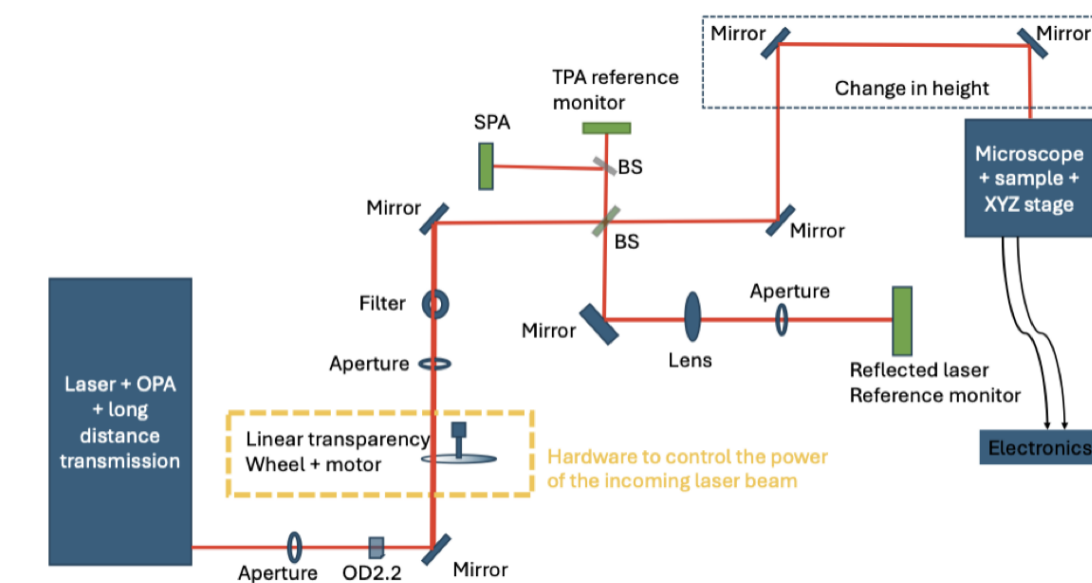 Mirror
Mirror
TPA reference
monitor
Change in height
SPA
BS
Microscope
+ sample +
XYZ stage
Mirror
BS
Mirror
Filter
Aperture
Mirror
Lens
Aperture
Reflected laser
Reference monitor
Laser + OPA
+ long
distance
transmission
Linear transparency
Wheel + motor
Hardware to control the power
of the incoming laser beam
Electronics
Aperture
OD2.2
Mirror